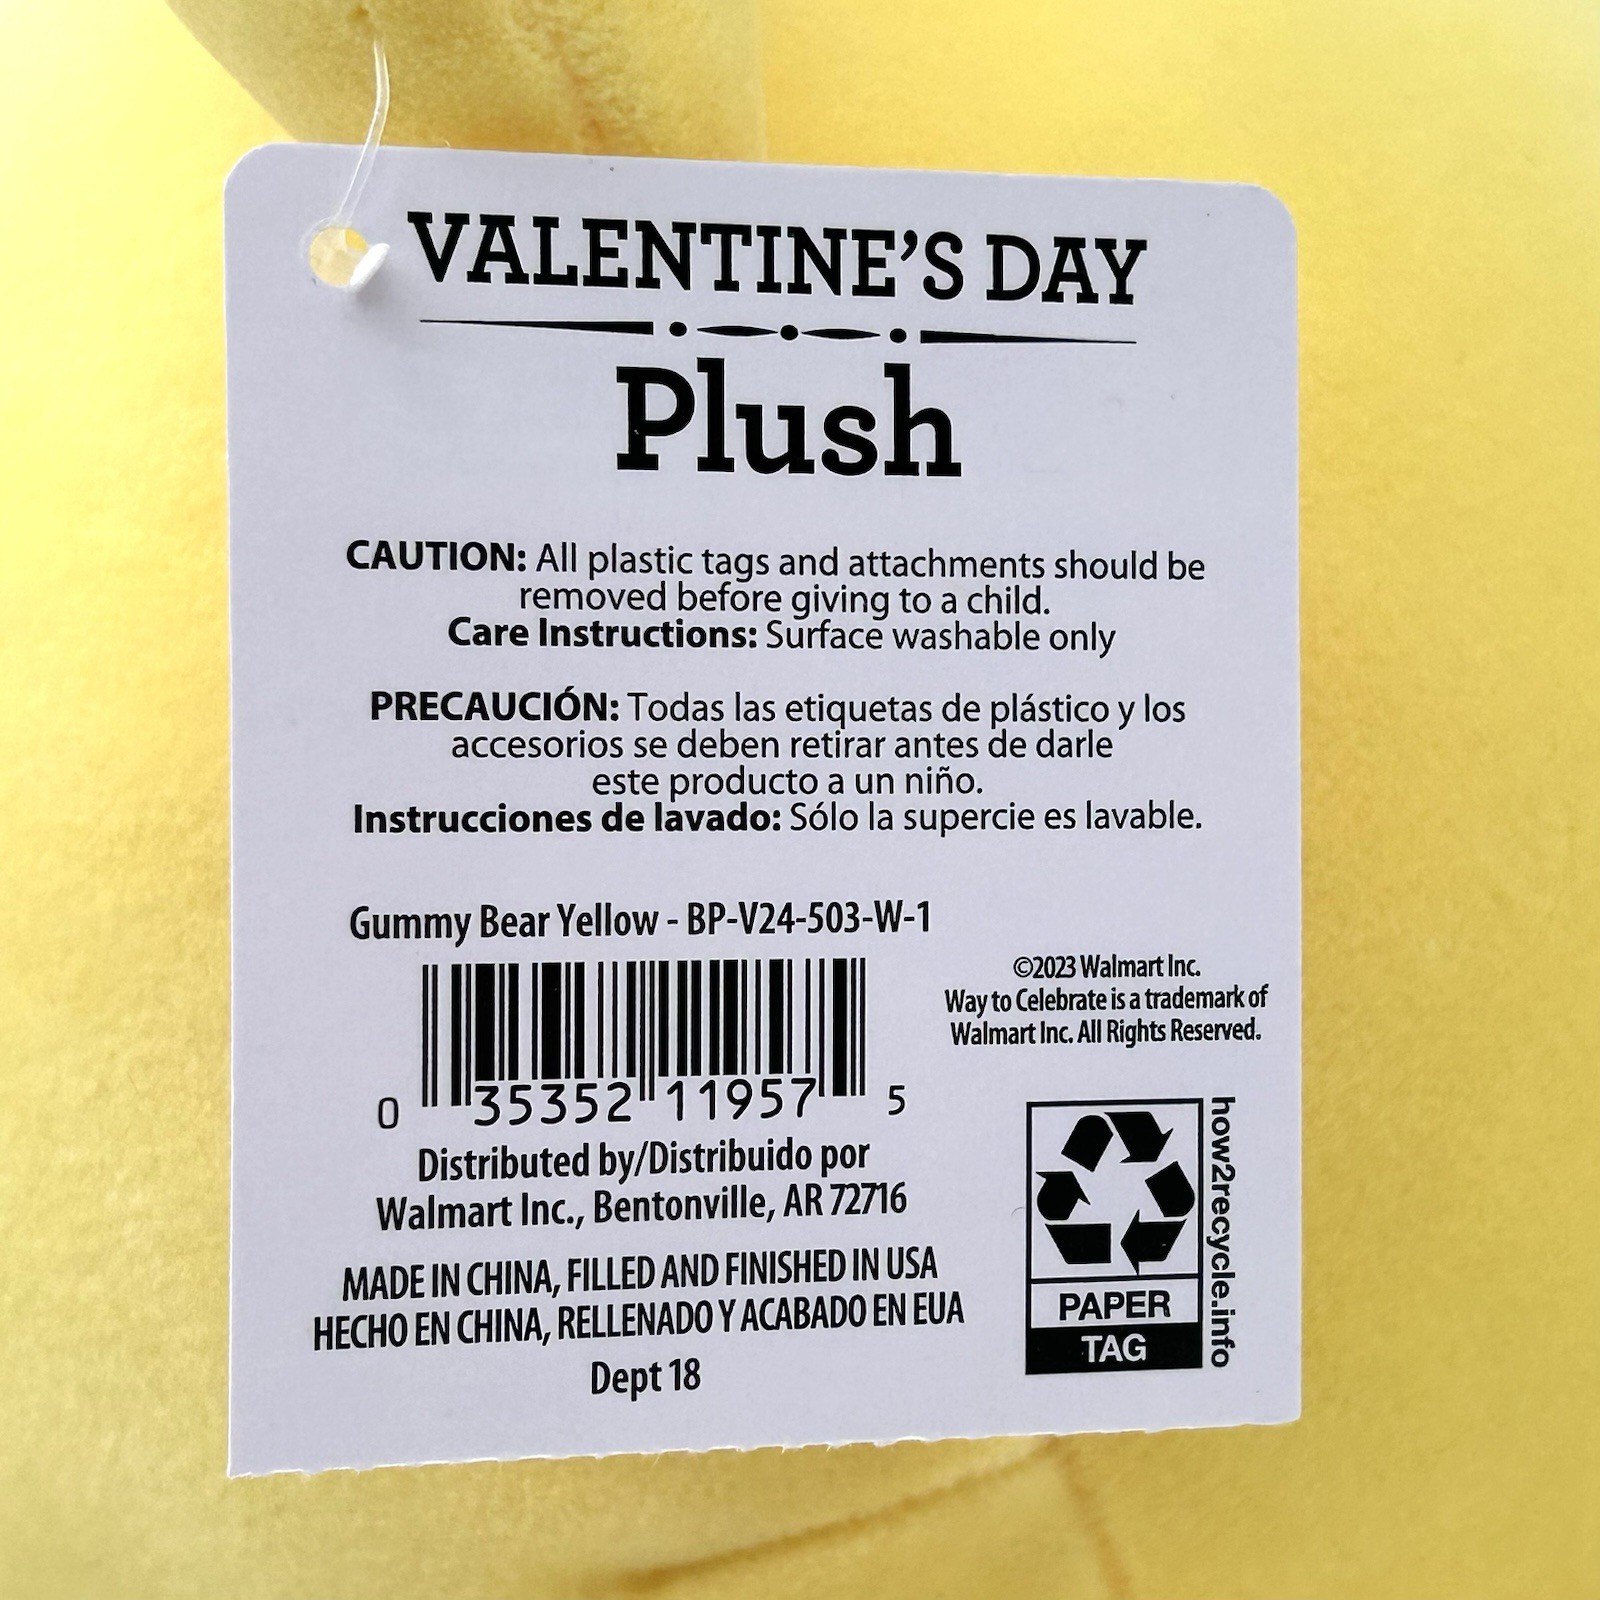 VALENTINE'S DAY
Plush
CAUTION: All plastic tags and attachments should be
removed before giving to a child.
Care Instructions: Surface washable only
PRECAUCIÓN: Todas las etiquetas de plástico y los
accesorios se deben retirar antes de darle
este producto a un niño.
Instrucciones de lavado: Sólo la supercie es lavable.
Gummy Bear Yellow - BP-V24-503-W-1
0 35352 11957 5
©2023 Walmart Inc.
Way to Celebrate is a trademark of
Walmart Inc. All Rights Reserved.
Distributed by/Distribuido por
Walmart Inc., Bentonville, AR 72716
MADE IN CHINA, FILLED AND FINISHED IN USA
HECHO EN CHINA, RELLENADO Y ACABADO EN EUA
Dept 18
PAPER
TAG
how2recycle.info